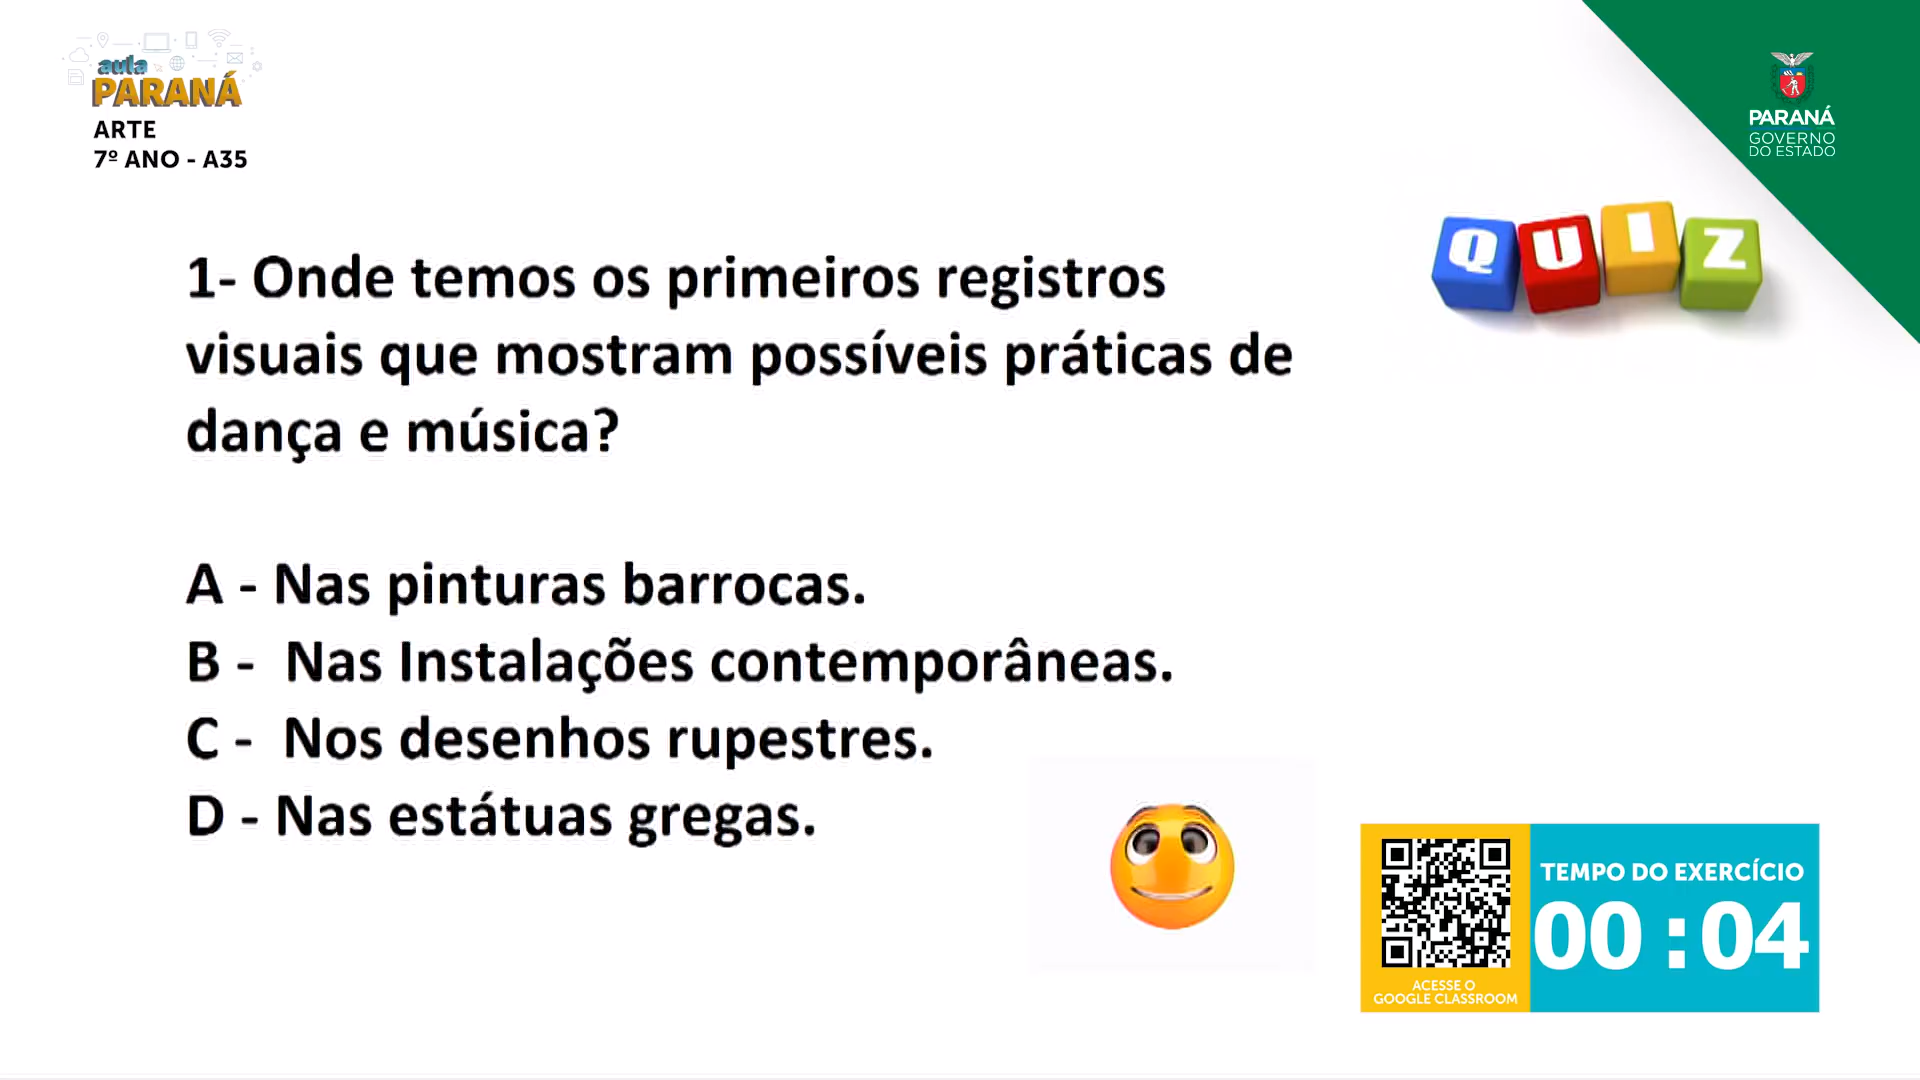 aula
PARANÁ
ARTE
7º ANO - A35
PARANÁ
GOVERNO
DO ESTADO
QUIZ
1- Onde temos os primeiros registros
visuais que mostram possíveis práticas de
dança e música?
A - Nas pinturas barrocas.
B - Nas Instalações contemporâneas.
C - Nos desenhos rupestres.
D - Nas estátuas gregas.
TEMPO DO EXERCÍCIO
00 : 04
ACESSE O
GOOGLE CLASSROOM